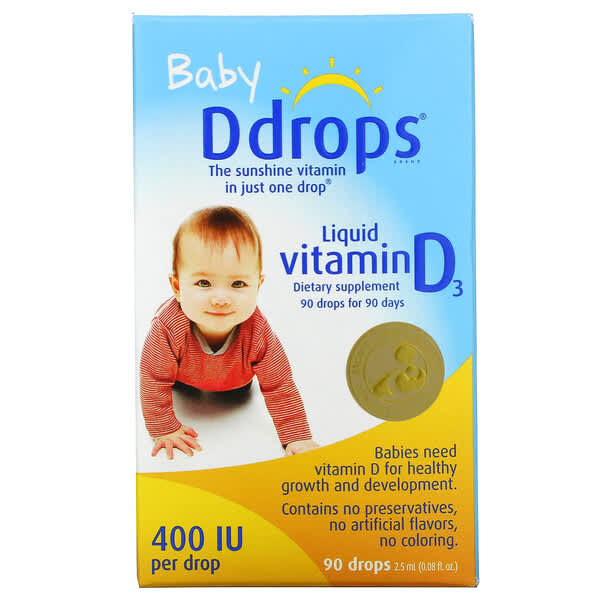 Baby
Ddrops®
BRAND
The sunshine vitamin
in just one drop®
Liquid
vitamin D3
Dietary supplement
90 drops for 90 days
Babies need
vitamin D for healthy
growth and development.
Contains no preservatives,
no artificial flavors,
no coloring.
400 IU
per drop
90 drops 2.5 mL (0.08 fl. oz.)